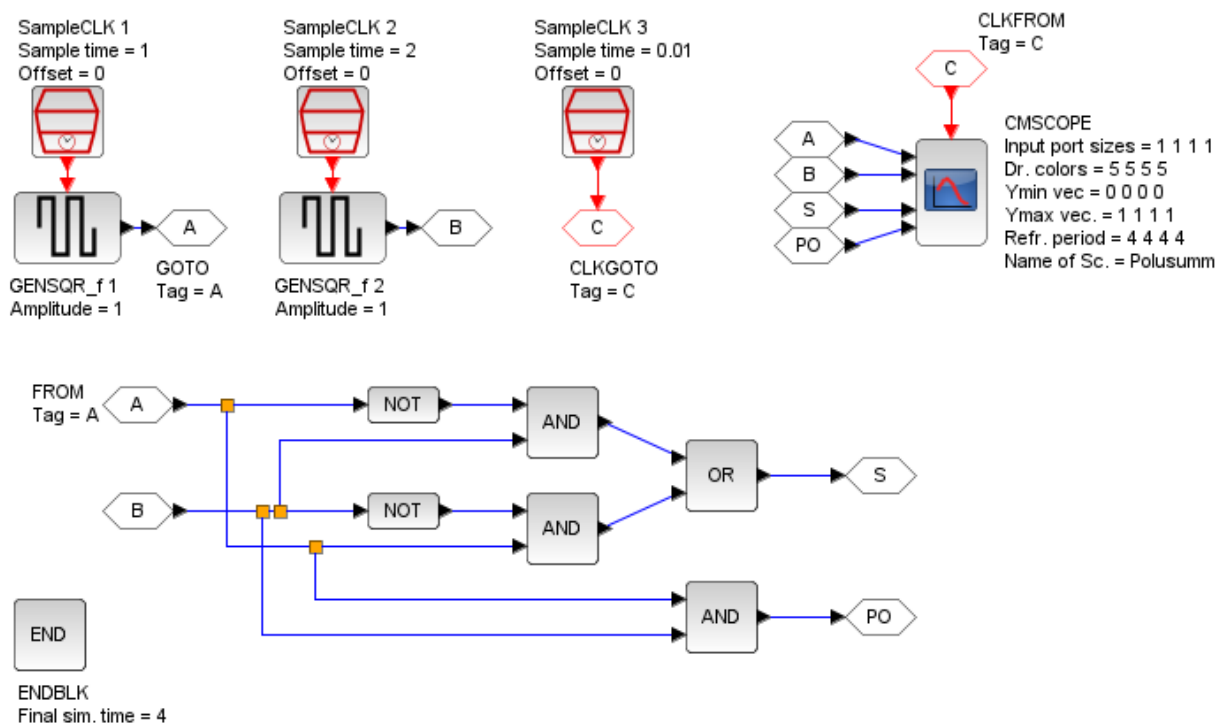 SampleCLK 1
Sample time = 1
Offset = 0
SampleCLK 2
Sample time = 2
Offset = 0
SampleCLK 3
Sample time = 0.01
Offset = 0
CLKFROM
Tag = C
C
A
B
S
PO
CMSCOPE
Input port sizes = 1 1 1 1
Dr. colors = 5 5 5 5
Ymin vec = 0 0 0 0
Ymax vec. = 1 1 1 1
Refr. period = 4 4 4 4
Name of Sc. = Polusumm
A
GOTO
Tag = A
GENSQR_f 1
Amplitude = 1
B
GENSQR_f 2
Amplitude = 1
C
CLKGOTO
Tag = C
FROM
Tag = A
A
NOT
AND
OR
S
B
NOT
AND
AND
PO
END
ENDBLK
Final sim. time = 4